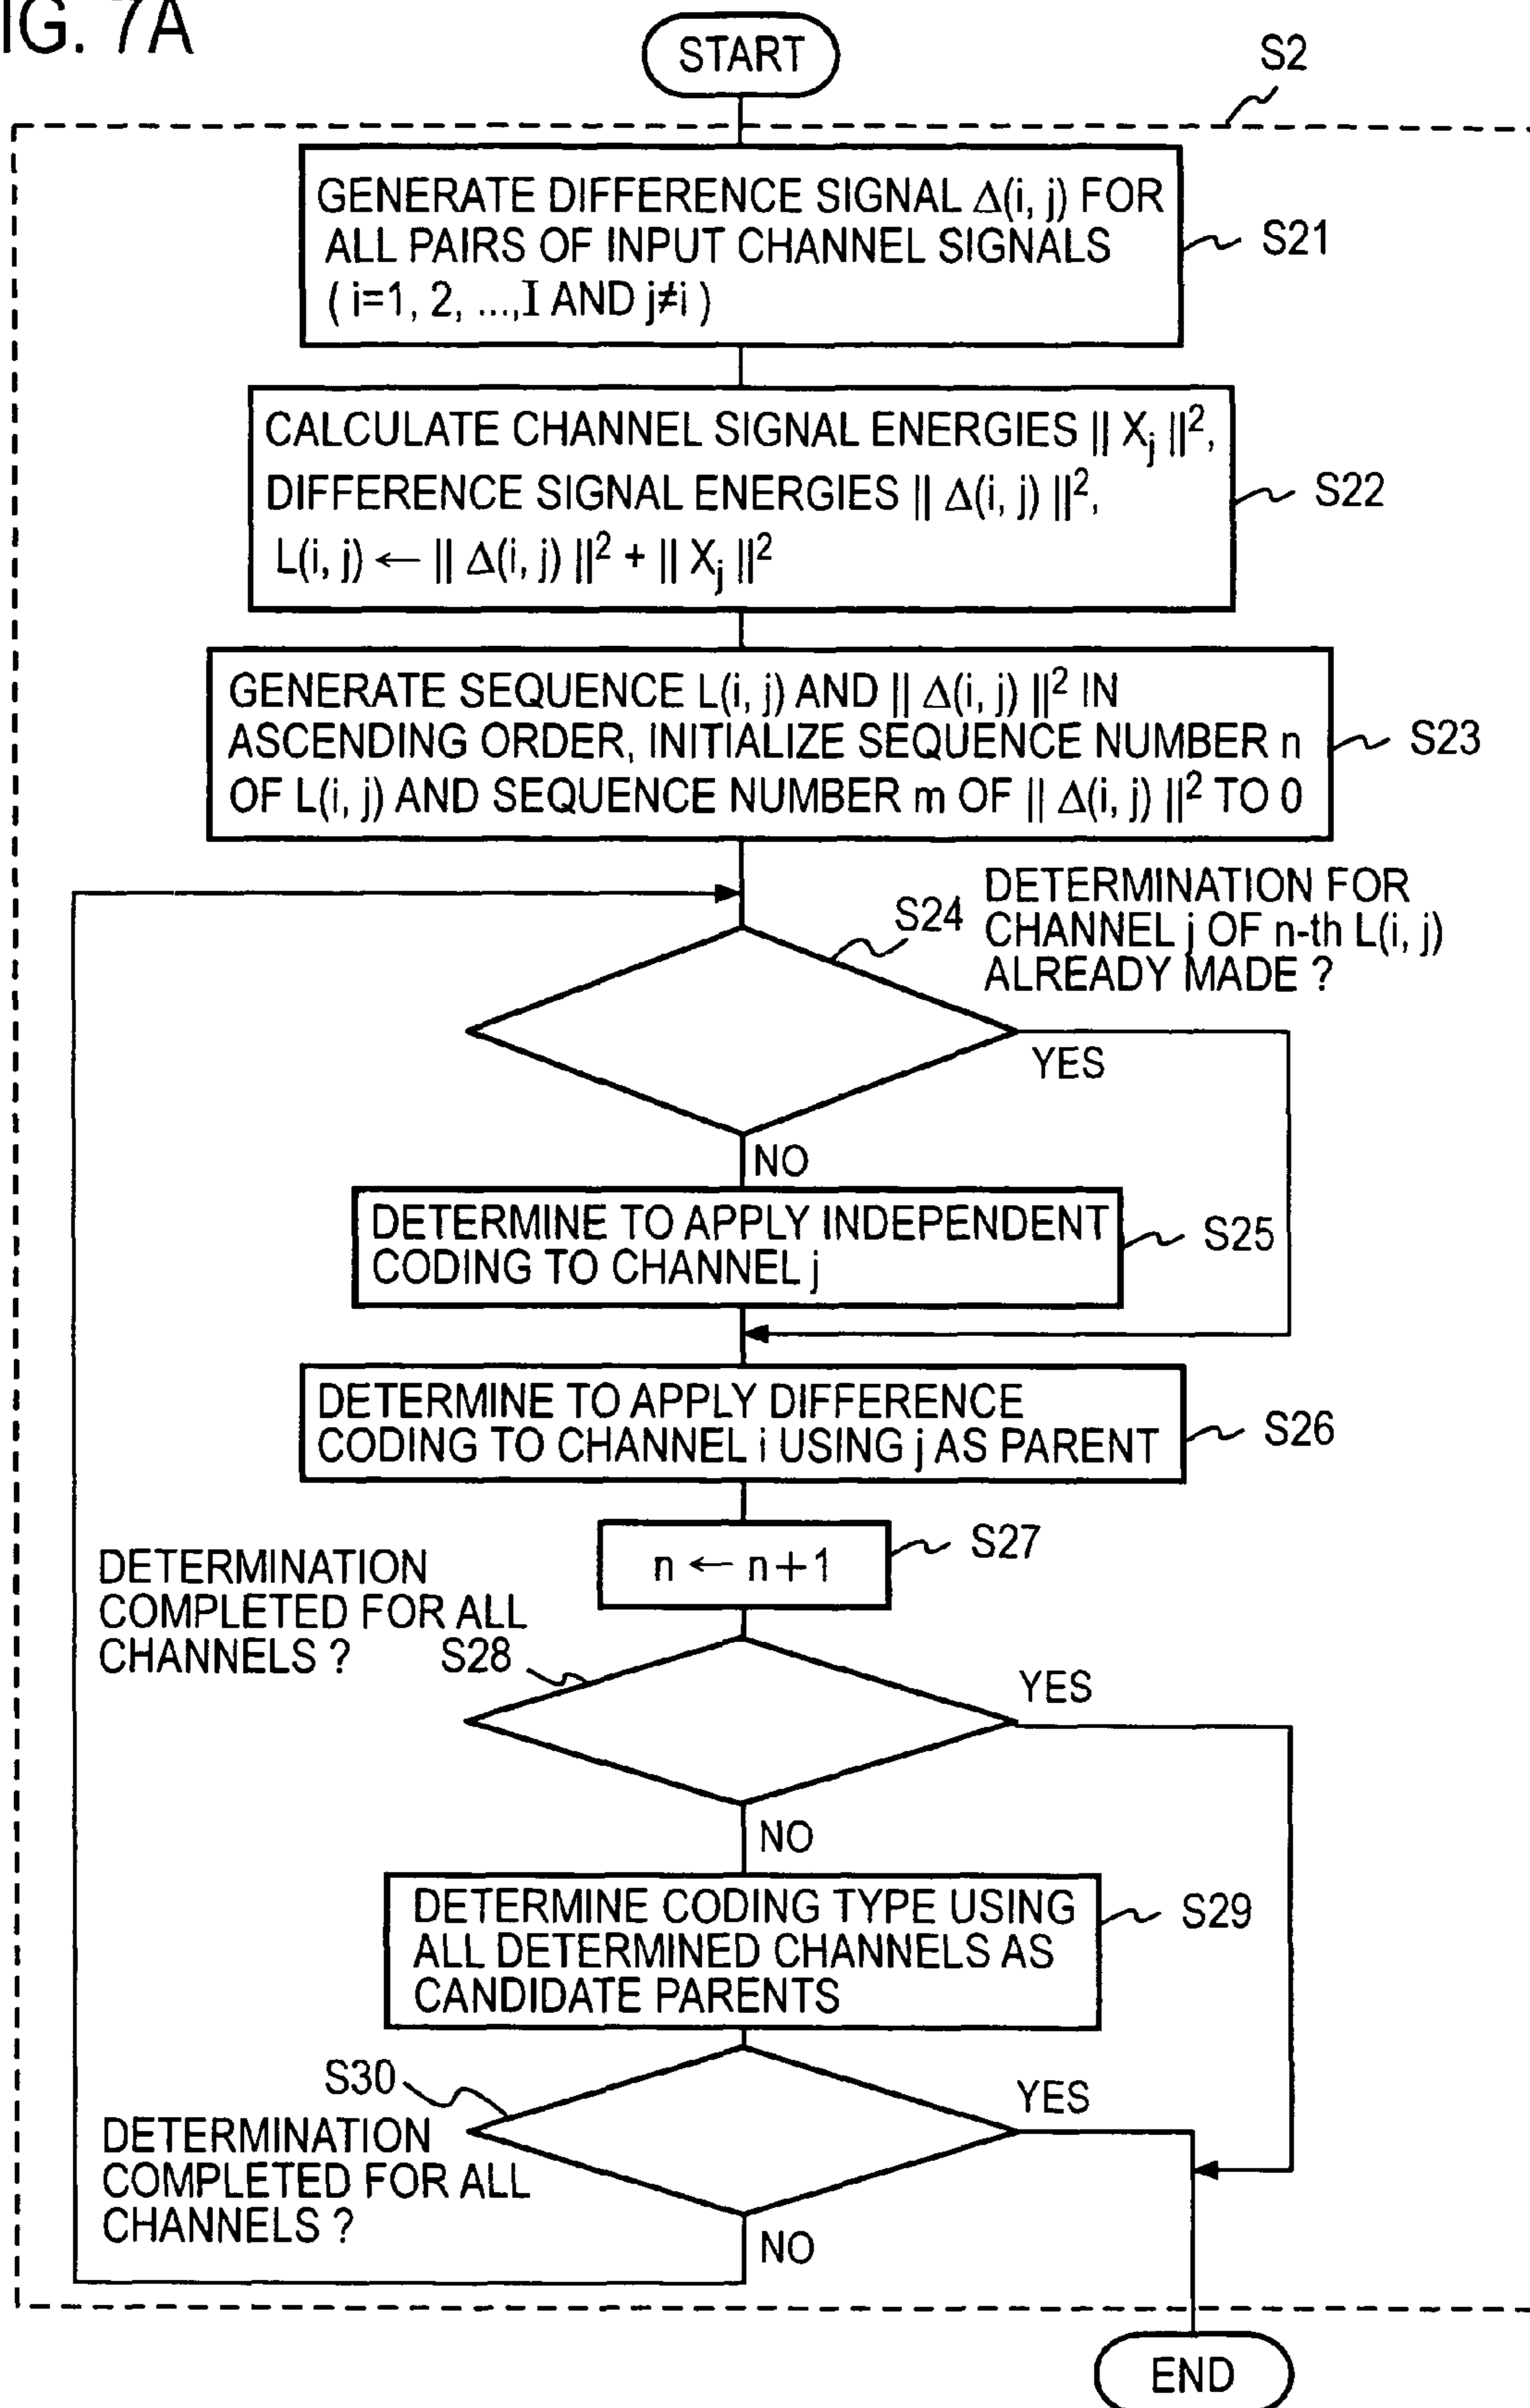 IG. 7A
START
S2
GENERATE DIFFERENCE SIGNAL Δ(i, j) FOR
ALL PAIRS OF INPUT CHANNEL SIGNALS
( i=1, 2, ...,I AND j≠i )
S21
CALCULATE CHANNEL SIGNAL ENERGIES || Xj ||²,
DIFFERENCE SIGNAL ENERGIES || Δ(i, j) ||²,
L(i, j) ← || Δ(i, j) ||² + || Xj ||²
S22
GENERATE SEQUENCE L(i, j) AND || Δ(i, j) ||² IN
ASCENDING ORDER, INITIALIZE SEQUENCE NUMBER n
OF L(i, j) AND SEQUENCE NUMBER m OF || Δ(i, j) ||² TO 0
S23
S24
DETERMINATION FOR
CHANNEL j OF n-th L(i, j)
ALREADY MADE ?
YES
NO
DETERMINE TO APPLY INDEPENDENT
CODING TO CHANNEL j
S25
DETERMINE TO APPLY DIFFERENCE
CODING TO CHANNEL i USING j AS PARENT
S26
n ← n+1
S27
DETERMINATION
COMPLETED FOR ALL
CHANNELS ?
S28
YES
NO
DETERMINE CODING TYPE USING
ALL DETERMINED CHANNELS AS
CANDIDATE PARENTS
S29
S30
YES
DETERMINATION
COMPLETED FOR ALL
CHANNELS ?
NO
END